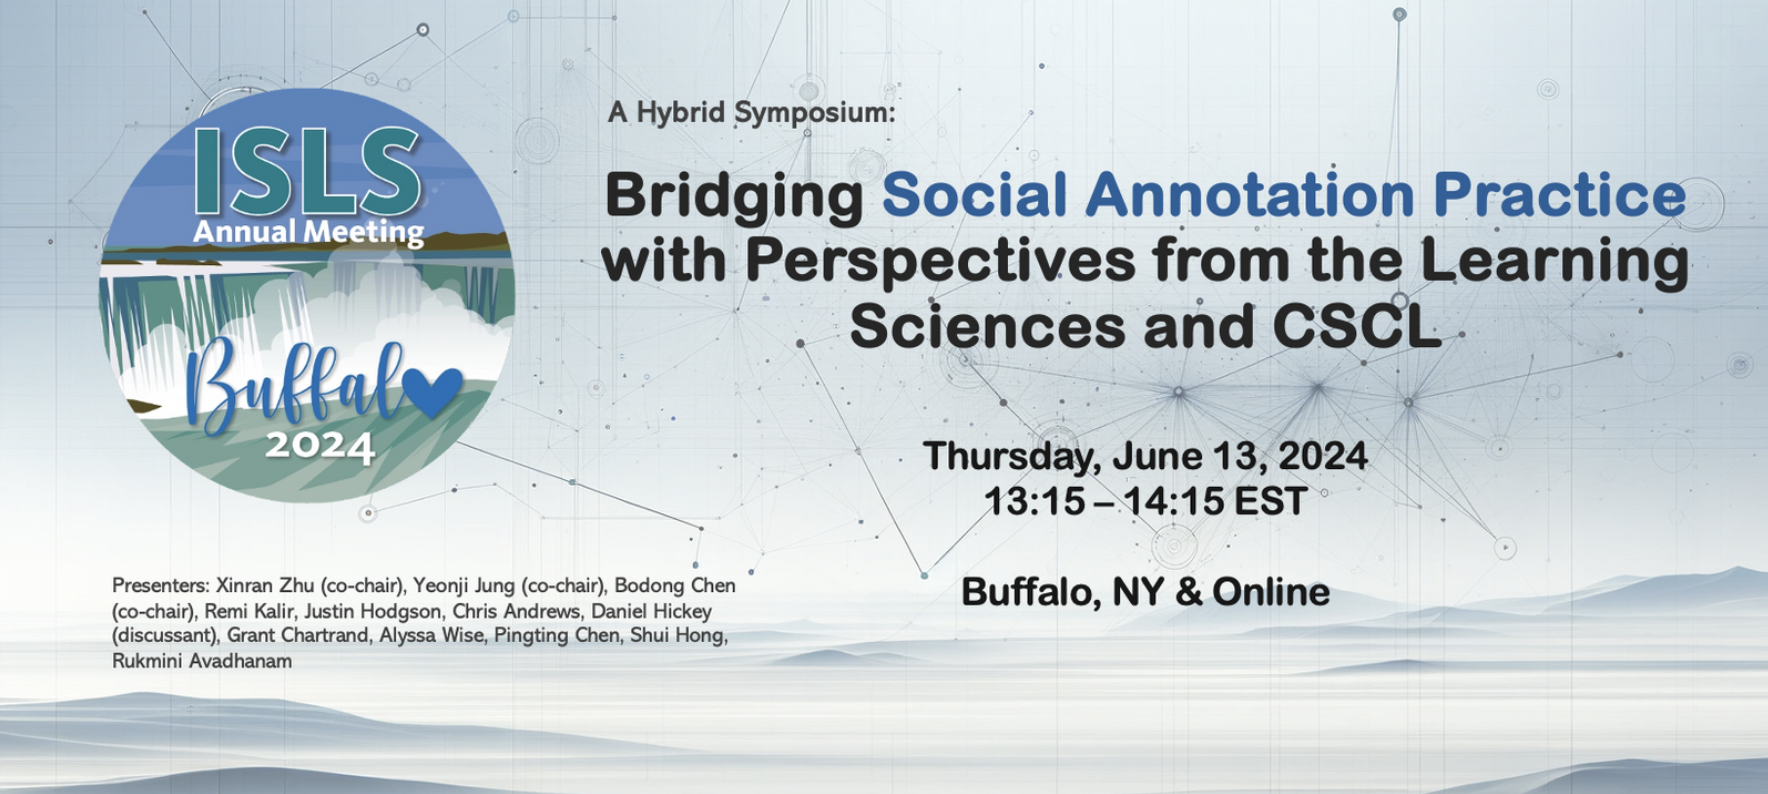 ISLS
Annual Meeting
Buffalo
2024
A Hybrid Symposium:
Bridging Social Annotation Practice
with Perspectives from the Learning
Sciences and CSCL
Thursday, June 13, 2024
13:15 – 14:15 EST
Buffalo, NY & Online
Presenters: Xinran Zhu (co-chair), Yeonji Jung (co-chair), Bodong Chen
(co-chair), Remi Kalir, Justin Hodgson, Chris Andrews, Daniel Hickey
(discussant), Grant Chartrand, Alyssa Wise, Pingting Chen, Shui Hong,
Rukmini Avadhanam